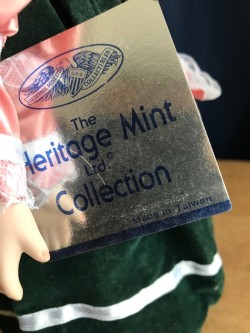 The
Heritage Mint
Ltd.
Collection
Made in Taiwan